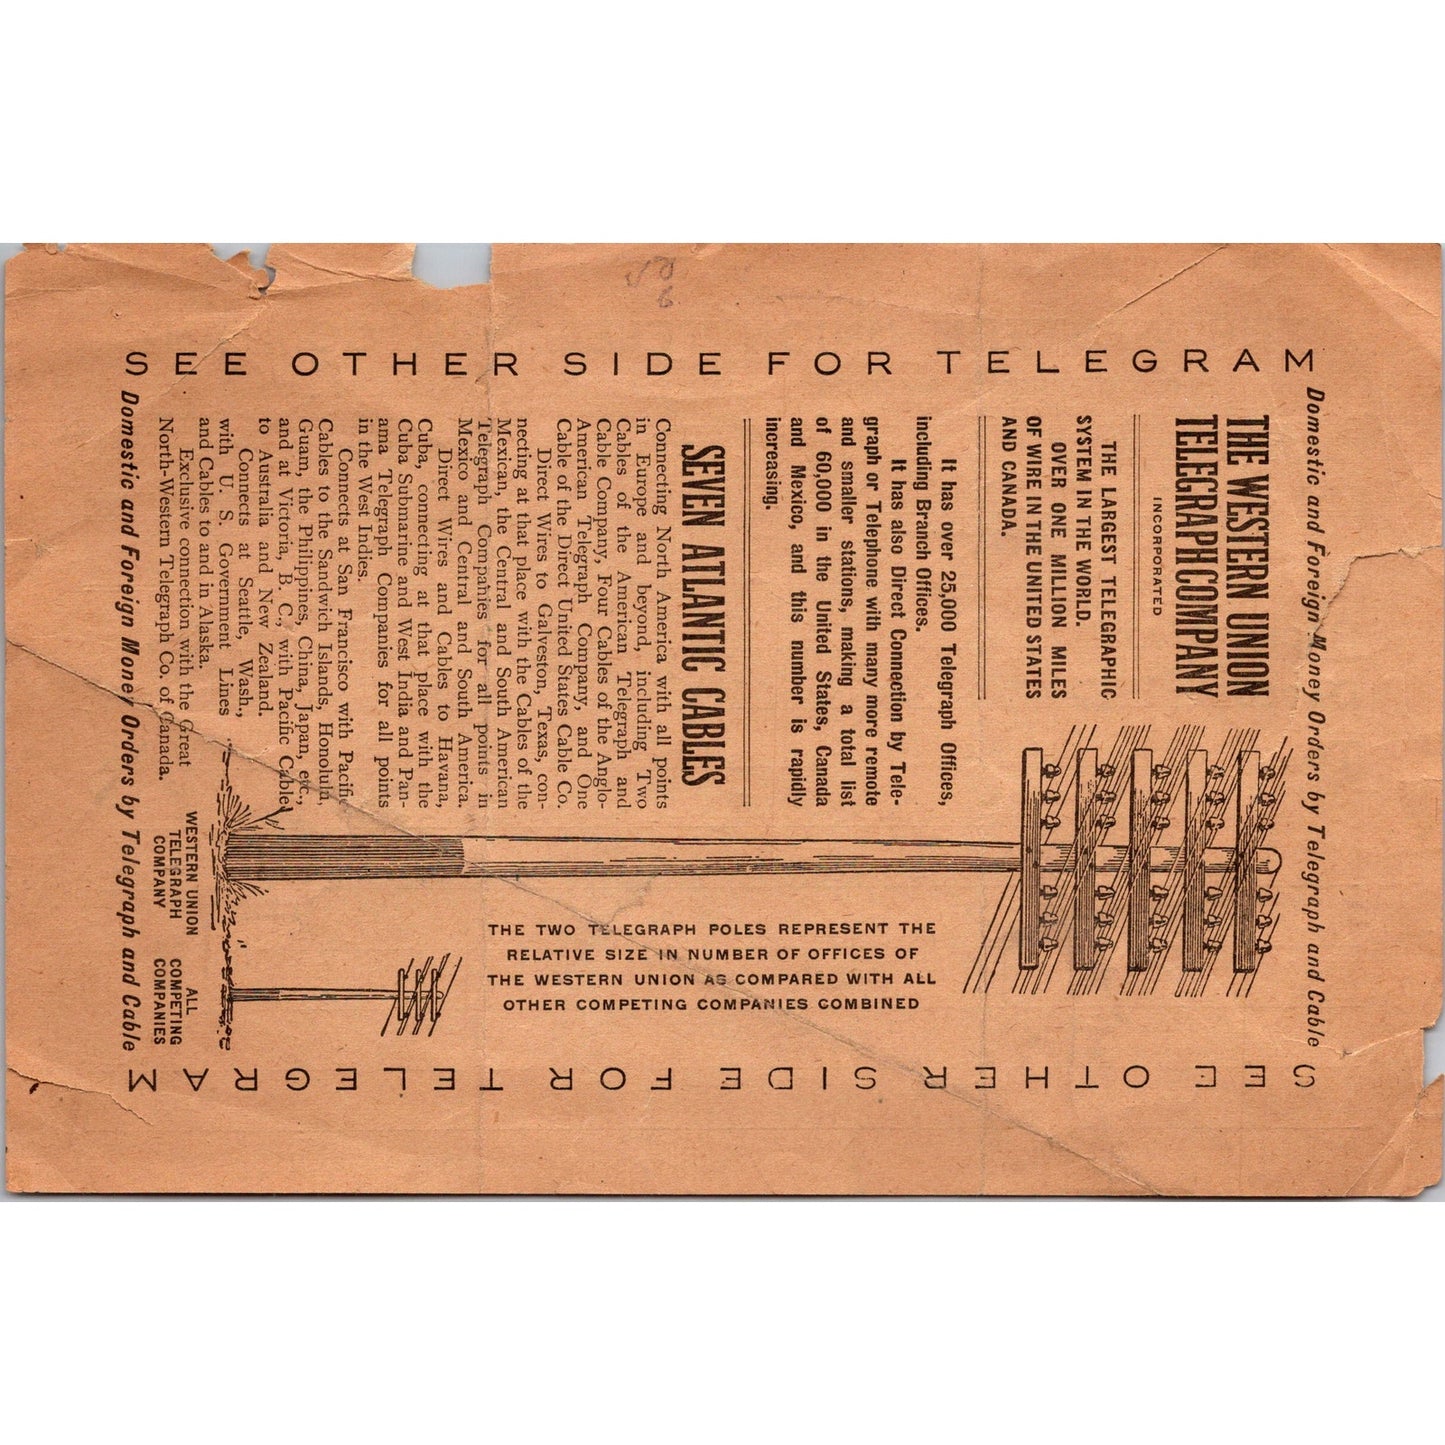 SEE OTHER SIDE FOR TELEGRAM
Domestic and Foreign Money Orders by Telegraph and Cable
THE WESTERN UNION
TELEGRAPH COMPANY
INCORPORATED
THE LARGEST TELEGRAPHIC
SYSTEM IN THE WORLD.
OVER ONE MILLION MILES
OF WIRE IN THE UNITED STATES
AND CANADA.
It has over 25,000 Telegraph Offices,
including Branch Offices.
It has also Direct Connection by Tele-
graph or Telephone with many more remote
and smaller stations, making a total list
of 60,000 in the United States, Canada
and Mexico, and this number is rapidly
increasing.
SEVEN ATLANTIC CABLES
Connecting North America with all points
in Europe and beyond, including Two
Cables of the American Telegraph and
Cable Company, Four Cables of the Anglo-
American Telegraph Company, and One
Cable of the Direct United States Cable Co.
Direct Wires to Galveston, Texas, con-
necting at that place with the Cables of the
Mexican, the Central and South American
Telegraph Companies for all points in
Mexico and Central and South America.
Direct Wires and Cables to Havana,
Cuba, connecting at that place with the
Cuba Submarine and West India and Pan-
ama Telegraph Companies for all points
in the West Indies.
Connects at San Francisco with Pacific
Cables to the Sandwich Islands, Honolulu,
Guam, the Philippines, China, Japan, etc.,
and at Victoria, B. C., with Pacific Cable
to Australia and New Zealand.
Connects at Seattle, Wash.,
with U. S. Government Lines
and Cables to and in Alaska.
Exclusive connection with the Great
North-Western Telegraph Co. of Canada.
WESTERN UNION
TELEGRAPH
COMPANY
ALL
COMPETING
COMPANIES
THE TWO TELEGRAPH POLES REPRESENT THE
RELATIVE SIZE IN NUMBER OF OFFICES OF
THE WESTERN UNION AS COMPARED WITH ALL
OTHER COMPETING COMPANIES COMBINED
Domestic and Foreign Money Orders by Telegraph and Cable
SEE OTHER SIDE FOR TELEGRAM